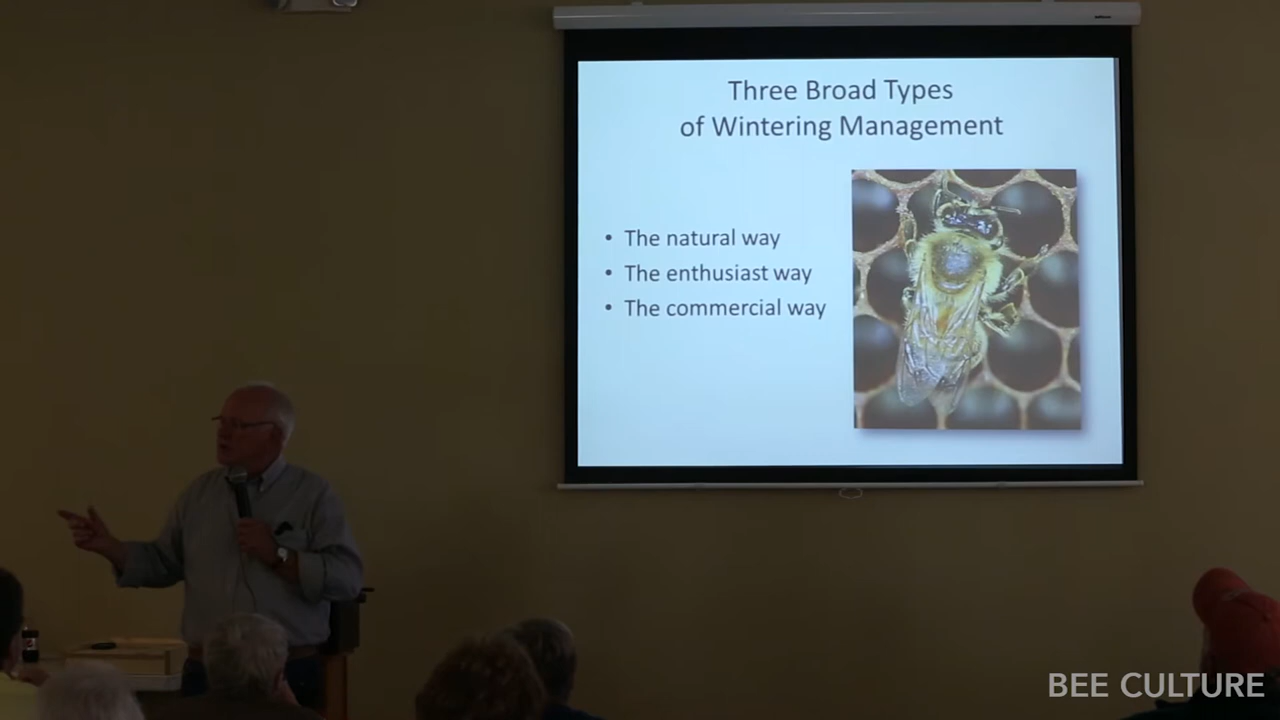 Three Broad Types
of Wintering Management
• The natural way
• The enthusiast way
• The commercial way
BEE CULTURE